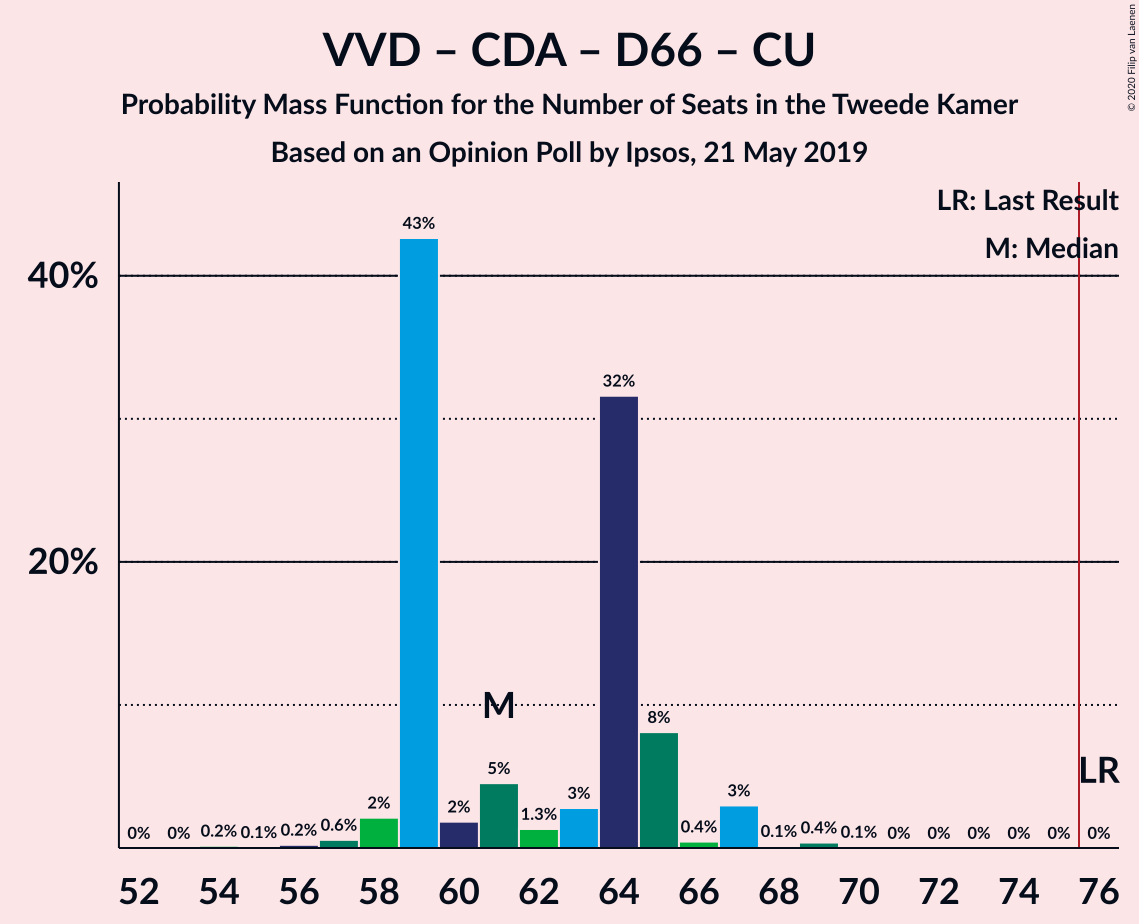 VVD – CDA – D66 – CU
Probability Mass Function for the Number of Seats in the Tweede Kamer
Based on an Opinion Poll by Ipsos, 21 May 2019
© 2020 Filip van Laenen
LR: Last Result
M: Median
43%
40%
32%
20%
M
8%
5%
LR
2%
2%
1.3%
3%
3%
0% 0% 0.2% 0.1% 0.2% 0.6% 0.4% 0.1% 0.4% 0.1% 0% 0% 0% 0% 0% 0%
52 54 56 58 60 62 64 66 68 70 72 74 76